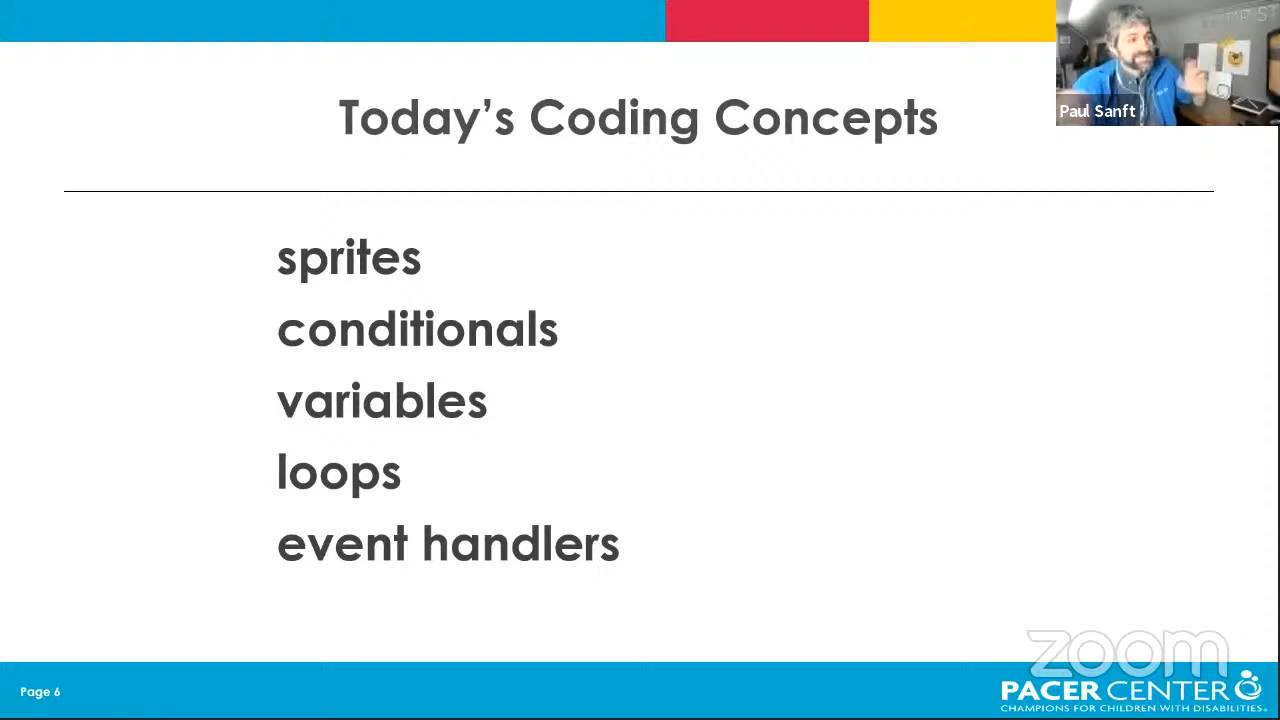 Today's Coding Concepts
Paul Sanft
sprites
conditionals
variables
loops
event handlers
zoom
Page 6
PACER CENTER
CHAMPIONS FOR CHILDREN WITH DISABILITIES.